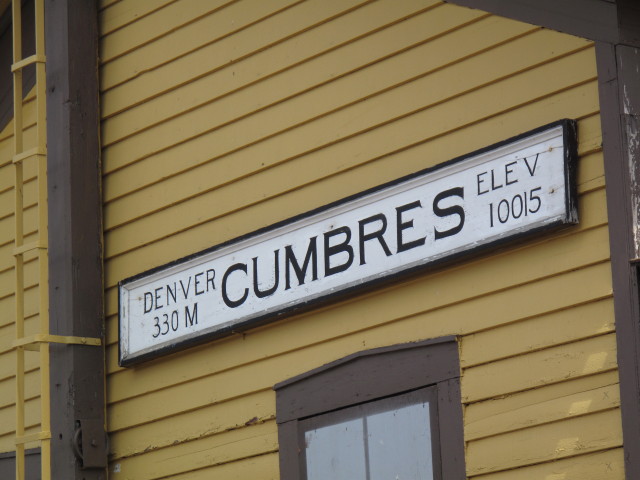 DENVER
330 M
CUMBRES
ELEV
10015